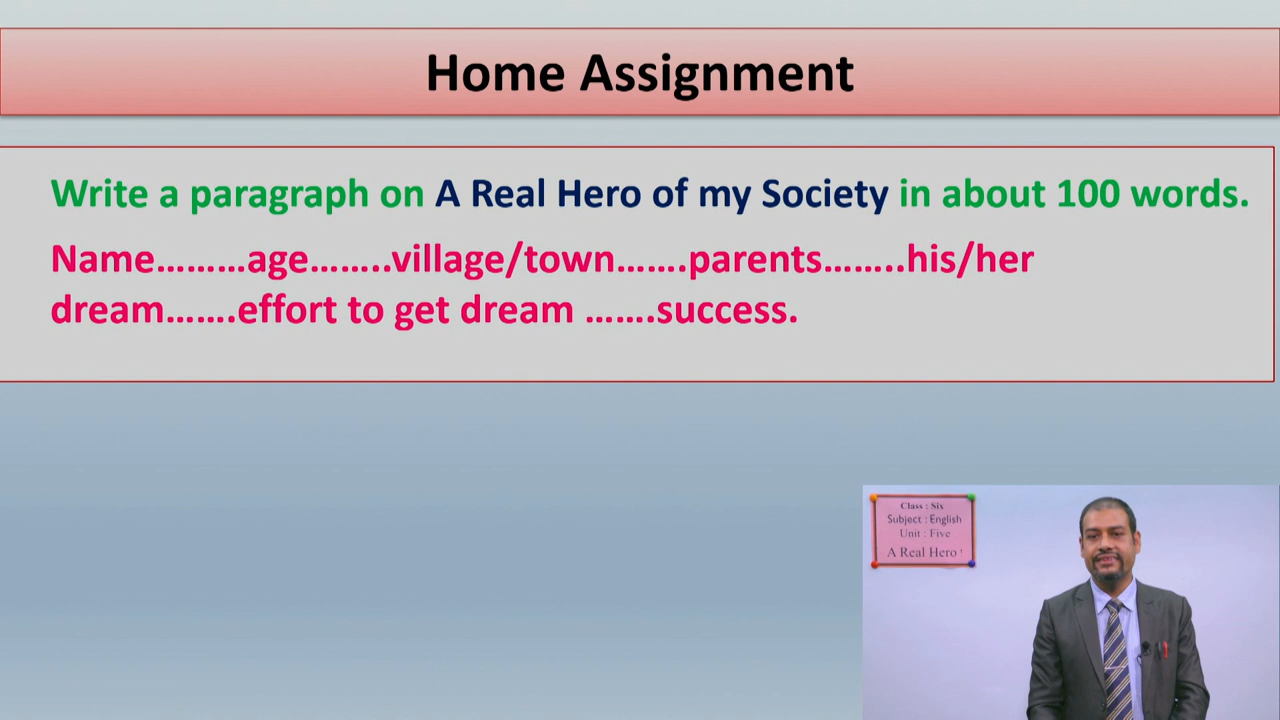 Home Assignment
Write a paragraph on A Real Hero of my Society in about 100 words.
Name………age……..village/town…….parents……..his/her
dream…….effort to get dream …….success.
Class : Six
Subject : English
Unit : Five
A Real Hero !